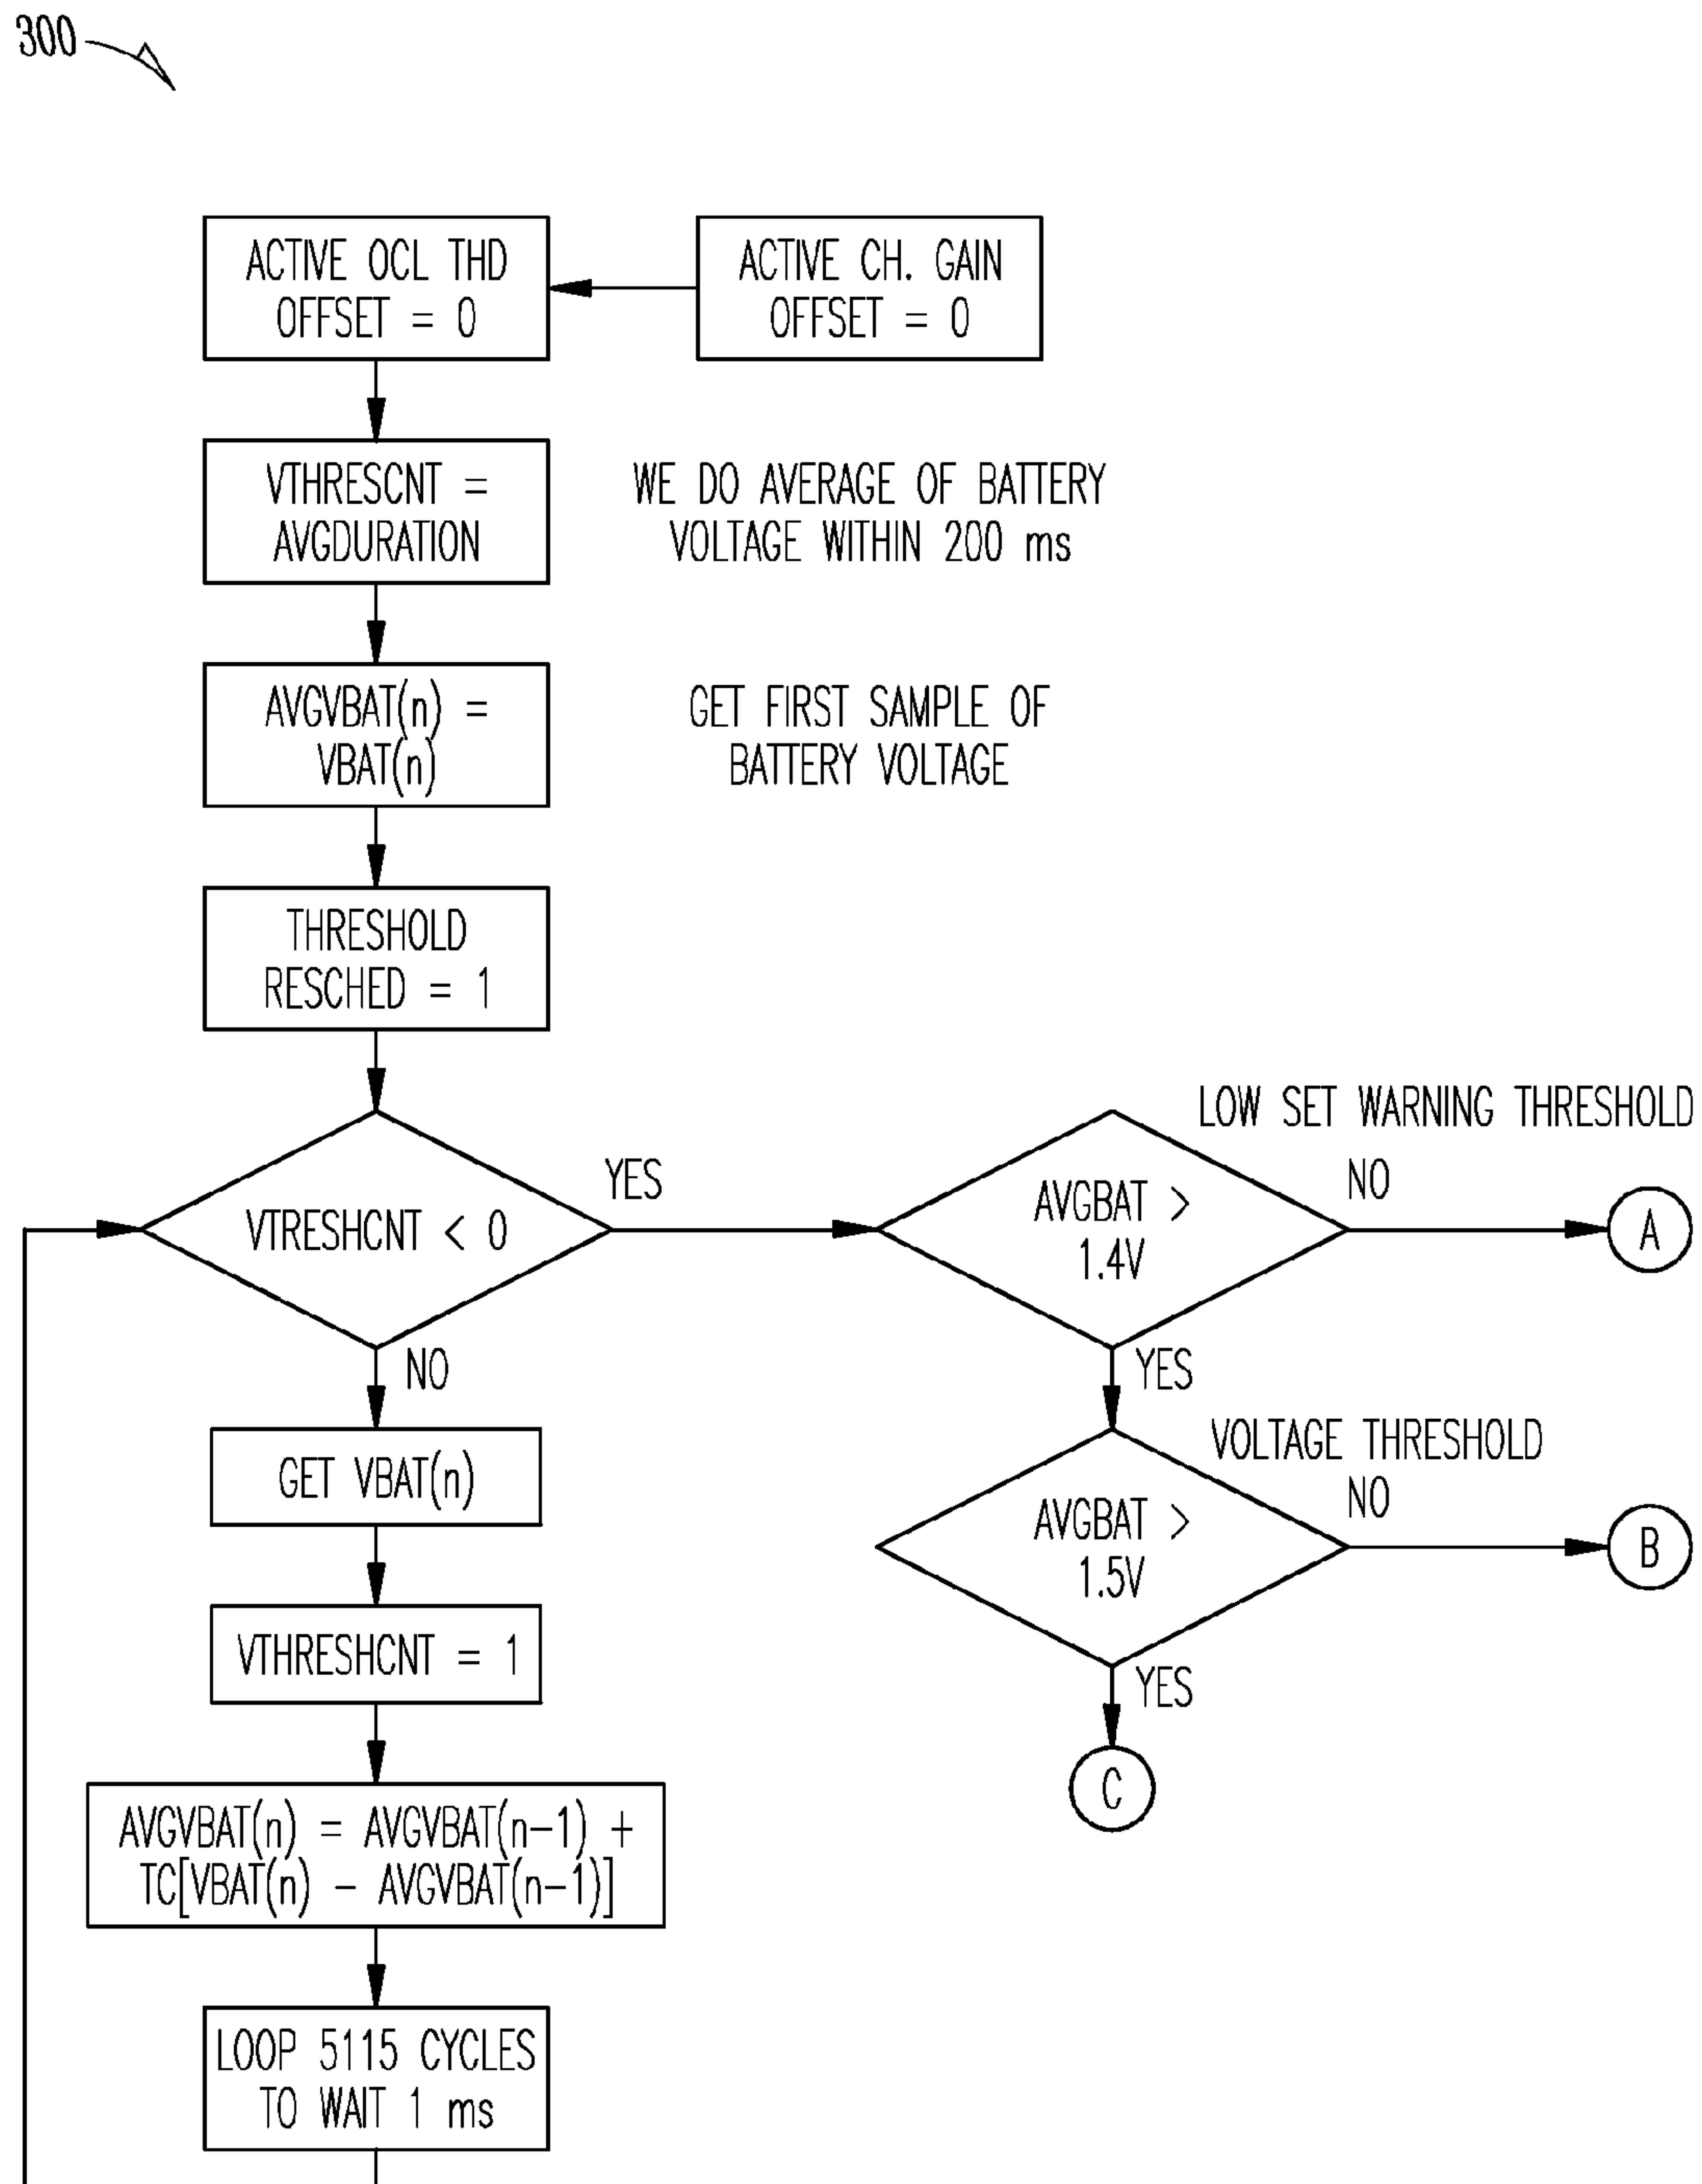 300
ACTIVE OCL THD
OFFSET = 0
ACTIVE CH. GAIN
OFFSET = 0
VTHRESCNT =
AVGDURATION
WE DO AVERAGE OF BATTERY
VOLTAGE WITHIN 200 ms
AVGVBAT(n) =
VBAT(n)
GET FIRST SAMPLE OF
BATTERY VOLTAGE
THRESHOLD
RESCHED = 1
VTRESHCNT < 0
YES
NO
LOW SET WARNING THRESHOLD
AVGBAT >
1.4V
NO
A
YES
VOLTAGE THRESHOLD
AVGBAT >
1.5V
NO
B
YES
C
GET VBAT(n)
VTHRESHCNT = 1
AVGVBAT(n) = AVGVBAT(n-1) +
TC[VBAT(n) - AVGVBAT(n-1)]
LOOP 5115 CYCLES
TO WAIT 1 ms